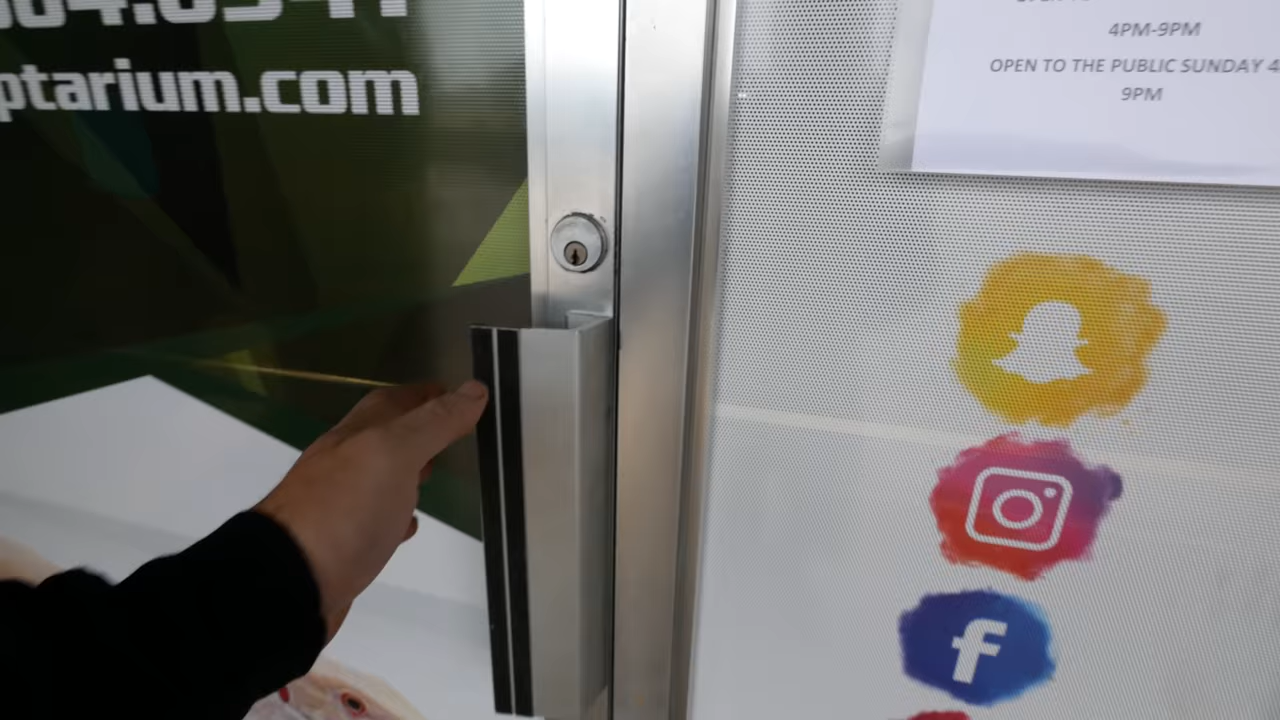 ptarium.com
4PM-9PM
OPEN TO THE PUBLIC SUNDAY 4
9PM
f